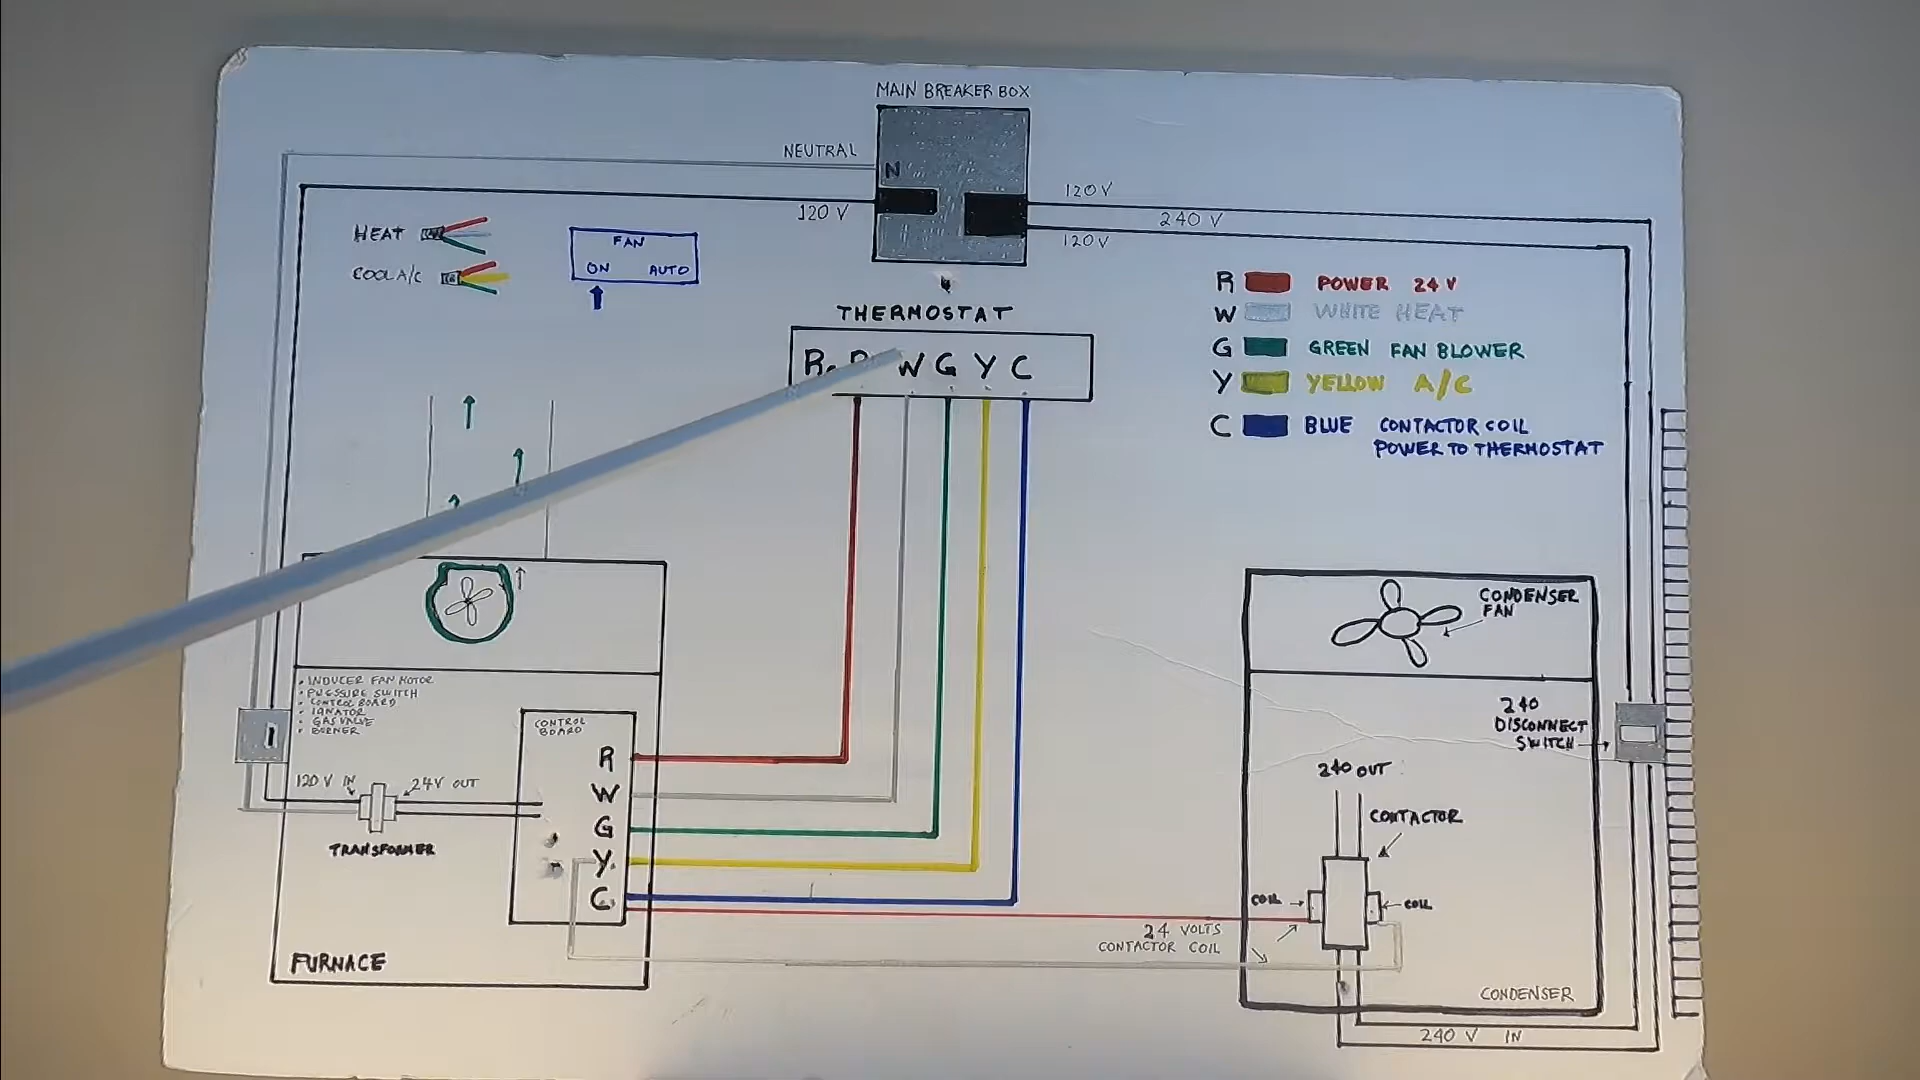 MAIN BREAKER BOX
NEUTRAL
N
120 V
120 V
240 V
120 V
HEAT
COOL A/C
FAN
ON AUTO
THERMOSTAT
W G Y C
R POWER 24 V
W WHITE HEAT
G GREEN FAN BLOWER
Y YELLOW A/C
C BLUE CONTACTOR COIL
POWER TO THERMOSTAT
• INDUCER FAN MOTOR
• PRESSURE SWITCH
• CONTROL BOARD
• IGNATOR
• GAS VALVE
• BURNER
CONTROL
BOARD
R
W
G
Y
C
120 V IN
24V OUT
TRANSFORMER
FURNACE
24 VOLTS
CONTACTOR COIL
CONDENSER
FAN
240
DISCONNECT
SWITCH
240 OUT
CONTACTOR
COIL
COIL
CONDENSER
240 V IN